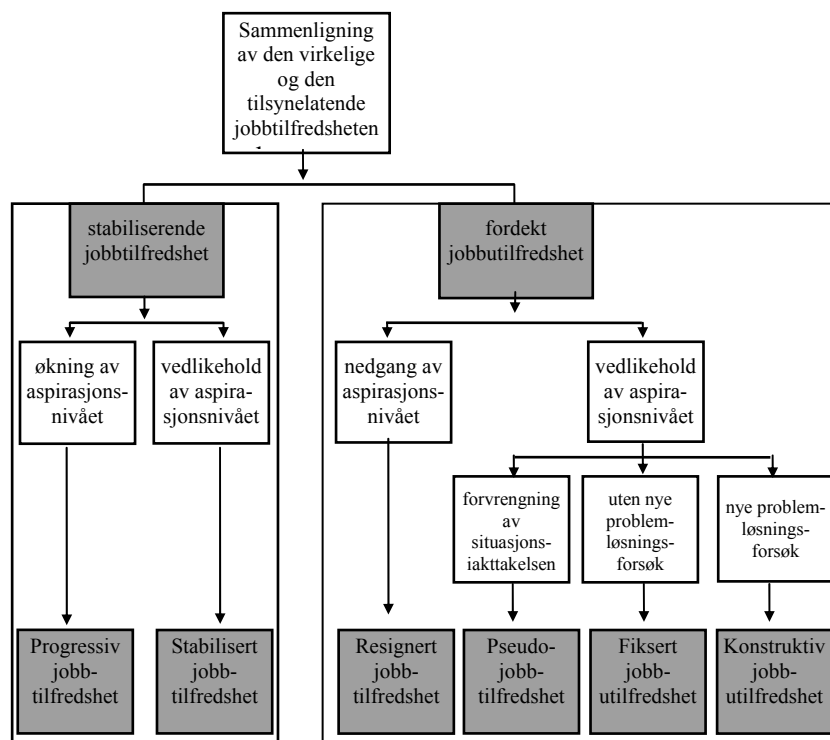 Sammenligning
av den virkelige
og den
tilsynelatende
jobbtilfredsheten
stabiliserende
jobbtilfredshet
fordekt
jobbutilfredshet
økning av
aspirasjons-
nivået
vedlikehold
av aspira-
sjonsnivået
nedgang av
aspirasjons-
nivået
vedlikehold
av aspira-
sjonsnivået
forvrengning
av
situasjons-
iakttakelsen
uten nye
problem-
løsnings-
forsøk
nye problem-
løsnings-
forsøk
Progressiv
jobb-
tilfredshet
Stabilisert
jobb-
tilfredshet
Resignert
jobb-
tilfredshet
Pseudo-
jobb-
tilfredshet
Fiksert
jobb-
utilfredshet
Konstruktiv
jobb-
utilfredshet